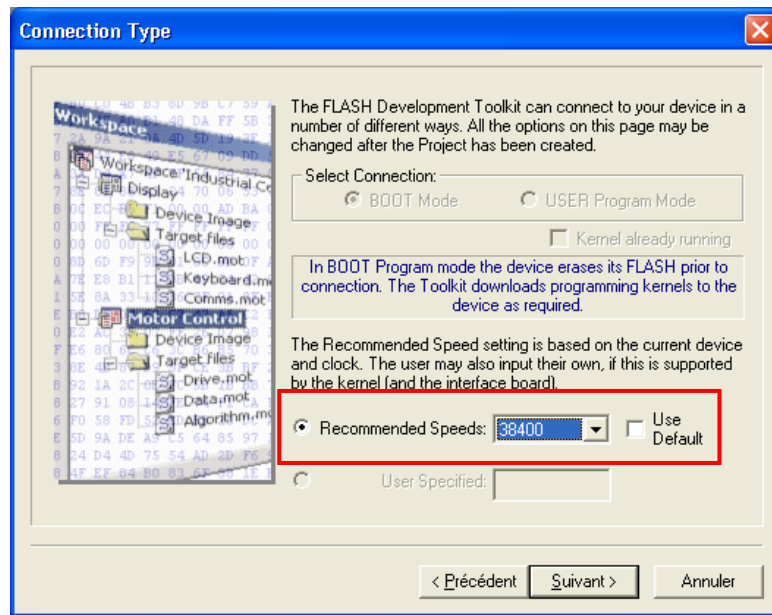 Connection Type
Workspace
Workspace 'Industrial Co
Display
Device Image
Target files
LCD.mot
Keyboard.m
Comms.mot
Motor Control
Device Image
Target files
Drive.mot
Data.mot
Algorithm.mo
The FLASH Development Toolkit can connect to your device in a
number of different ways. All the options on this page may be
changed after the Project has been created.
Select Connection:
BOOT Mode USER Program Mode
Kernel already running
In BOOT Program mode the device erases its FLASH prior to
connection. The Toolkit downloads programming kernels to the
device as required.
The Recommended Speed setting is based on the current device
and clock. The user may also input their own, if this is supported
by the kernel (and the interface board).
Recommended Speeds: 38400 Use
Default
User Specified:
< Précédent Suivant > Annuler